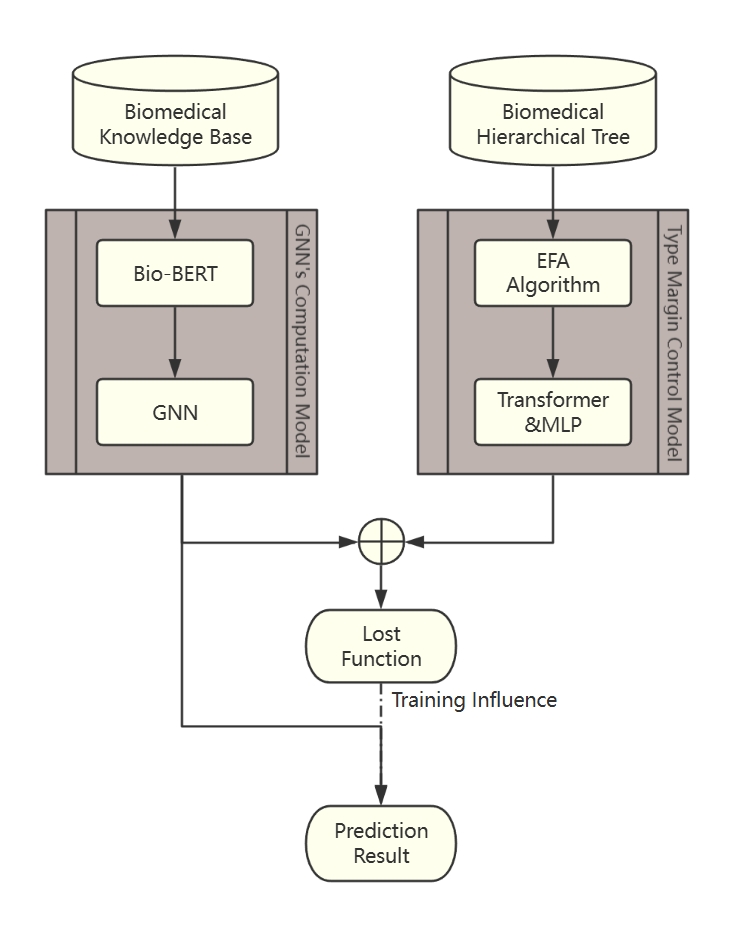 Biomedical
Knowledge Base
Biomedical
Hierarchical Tree
Bio-BERT
GNN
GNN's Computation Model
EFA
Algorithm
Transformer
&MLP
Type Margin Control Model
Lost
Function
Training Influence
Prediction
Result